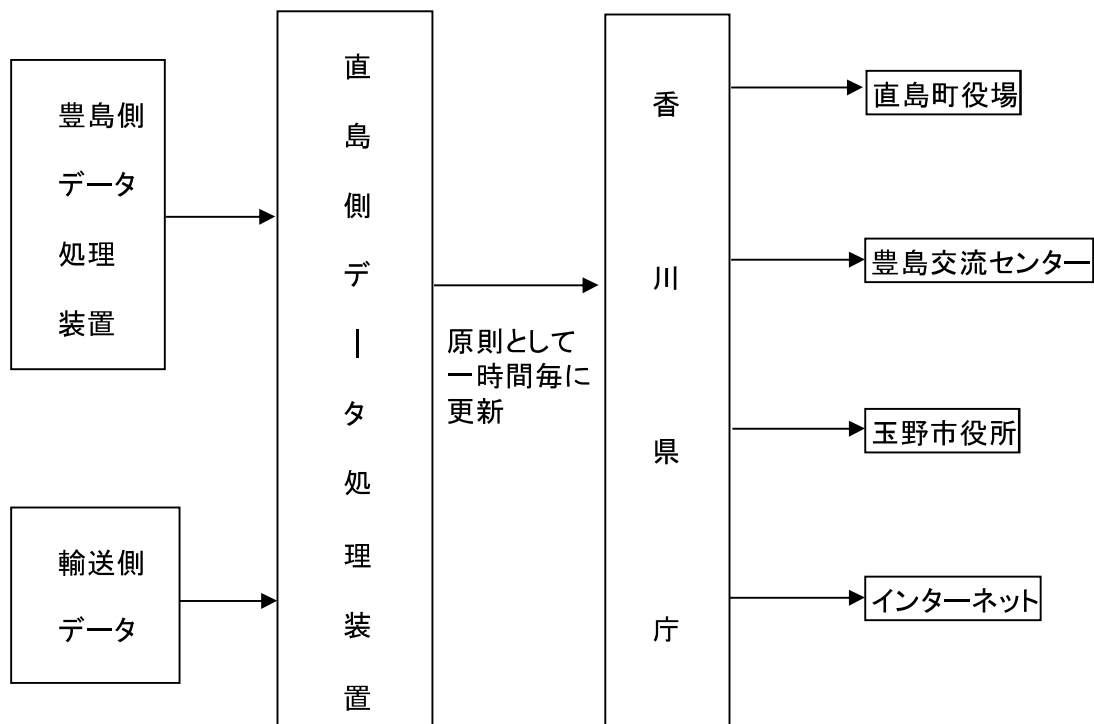 豊島側
データ
処理
装置
輸送側
データ
直島側データ処理装置
原則として
一時間毎に
更新
香川県庁
直島町役場
豊島交流センター
玉野市役所
インターネット